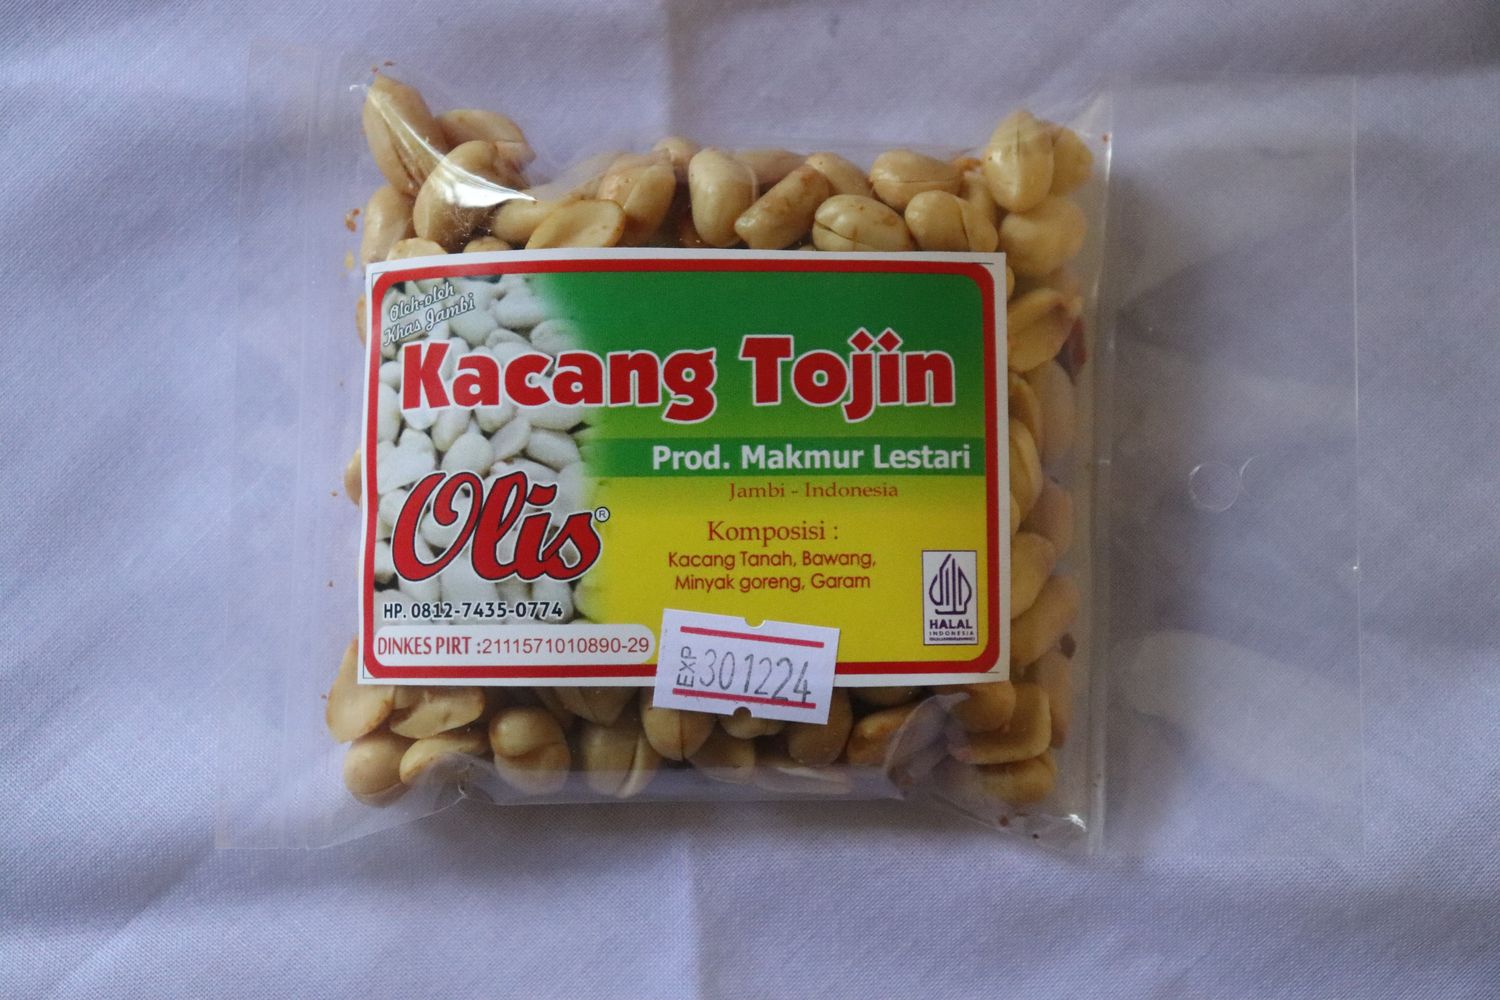 Oleh-oleh
Khas Jambi
Kacang Tojin
Prod. Makmur Lestari
Jambi - Indonesia
Olis®
Komposisi :
Kacang Tanah, Bawang,
Minyak goreng, Garam
HALAL
INDONESIA
HP. 0812-7435-0774
DINKES PIRT :2111571010890-29
EXP 301224